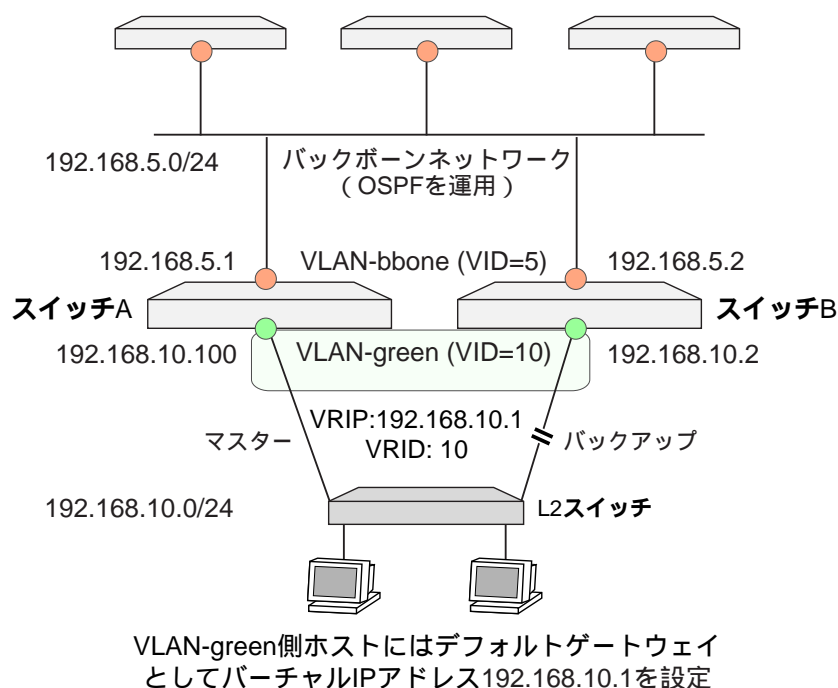 192.168.5.0/24
バックボーンネットワーク
(OSPFを運用)
192.168.5.1
VLAN-bbone (VID=5)
192.168.5.2
スイッチA
スイッチB
192.168.10.100
VLAN-green (VID=10)
192.168.10.2
VRIP:192.168.10.1
VRID: 10
マスター
バックアップ
192.168.10.0/24
L2スイッチ
VLAN-green側ホストにはデフォルトゲートウェイ
としてバーチャルIPアドレス192.168.10.1を設定